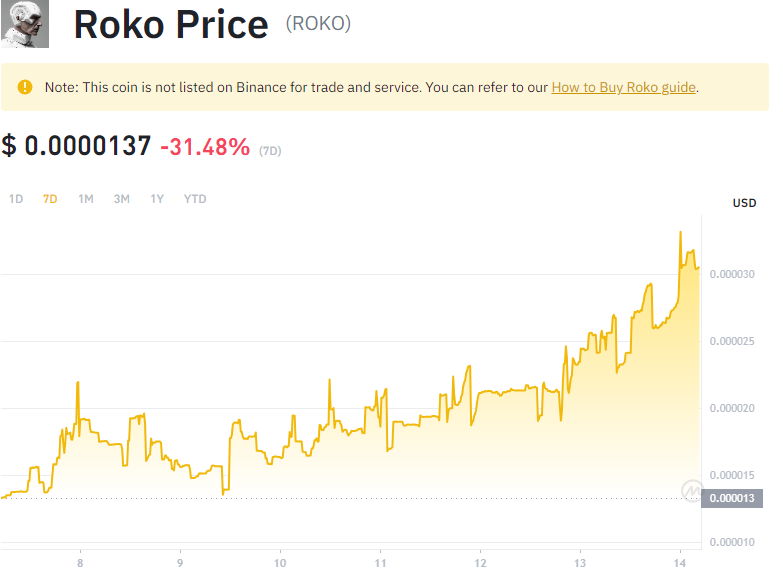 Roko Price (ROKO)
Note: This coin is not listed on Binance for trade and service. You can refer to our How to Buy Roko guide.
$ 0.0000137 -31.48% (7D)
1D 7D 1M 3M 1Y YTD
USD
0.000030
0.000025
0.000020
0.000015
0.000013
0.000010
8 9 10 11 12 13 14